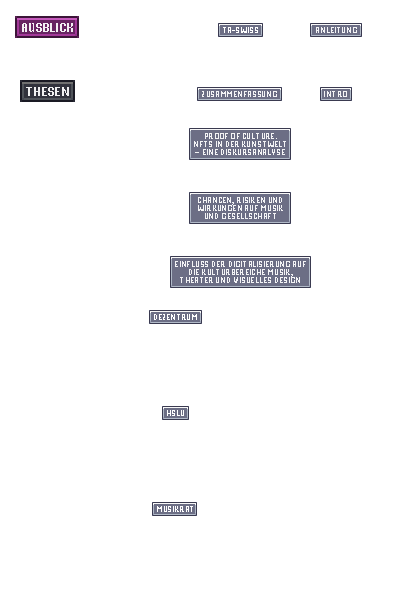 AUSBLICK
TA-SWISS
ANLEITUNG
THESEN
ZUSAMMENFASSUNG
INTRO
PROOF OF CULTURE.
NFTS IN DER KUNSTWELT
– EINE DISKURSANALYSE
CHANCEN, RISIKEN UND
WIRKUNGEN AUF MUSIK
UND GESELLSCHAFT
EINFLUSS DER DIGITALISIERUNG AUF
DIE KULTURBEREICHE MUSIK,
THEATER UND VISUELLES DESIGN
DEZENTRUM
HSLU
MUSIKRAT